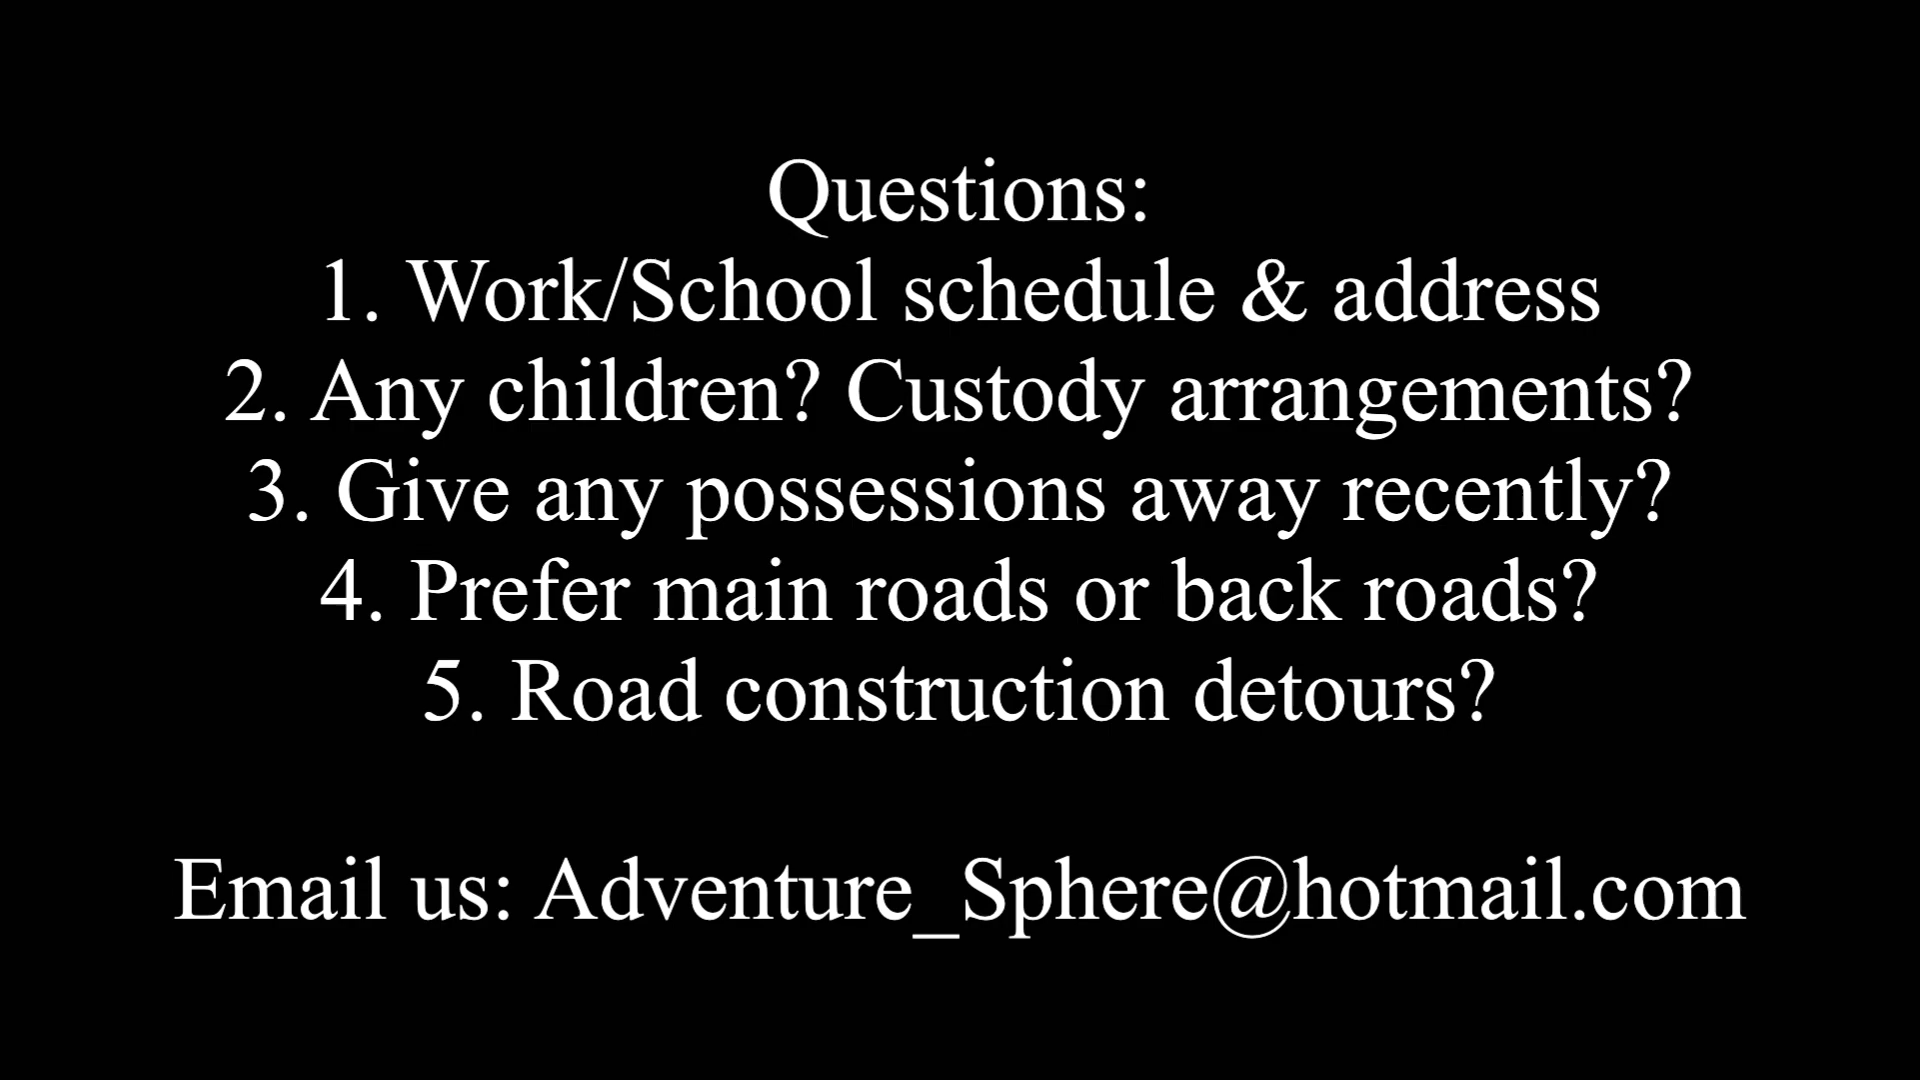 Questions:
1. Work/School schedule & address
2. Any children? Custody arrangements?
3. Give any possessions away recently?
4. Prefer main roads or back roads?
5. Road construction detours?
Email us: Adventure_Sphere@hotmail.com